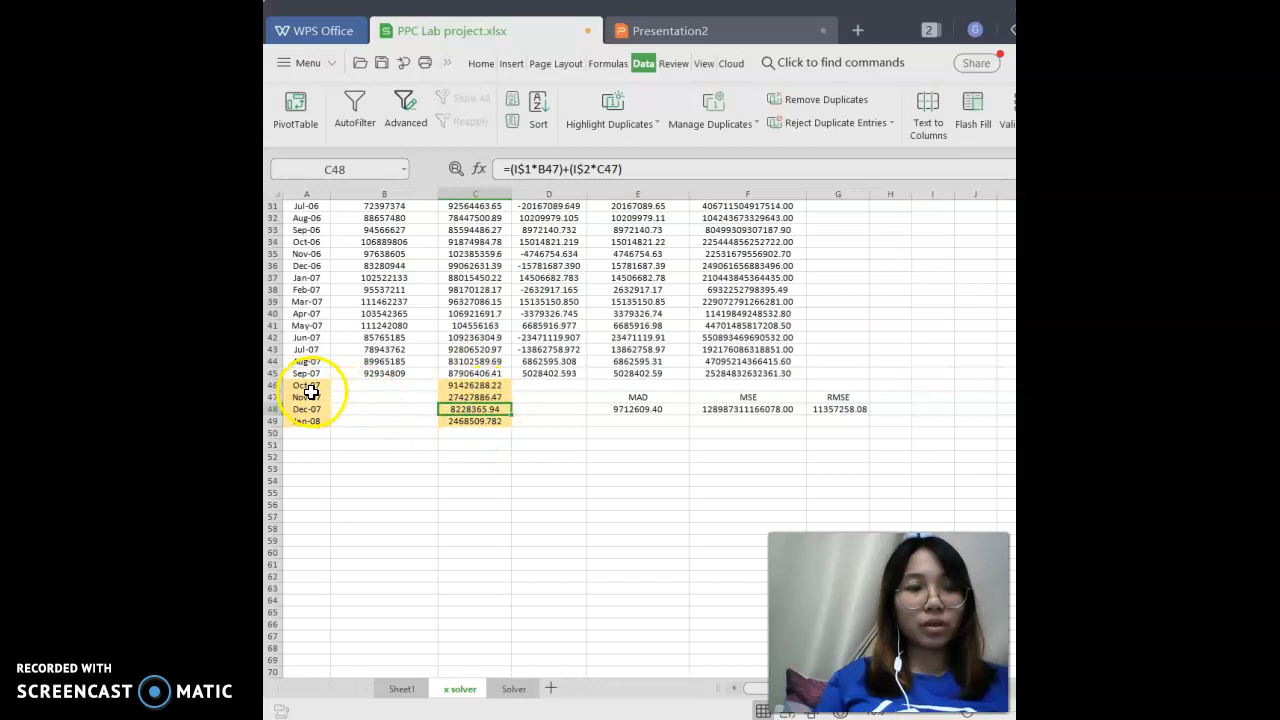 WPS Office
PPC Lab project.xlsx
Presentation2
2
G
Menu
Home Insert Page Layout Formulas Data Review View Cloud
Click to find commands
Share
PivotTable
AutoFilter
Advanced
Show All
Reapply
Sort
Highlight Duplicates
Manage Duplicates
Remove Duplicates
Reject Duplicate Entries
Text to Columns
Flash Fill
Vali
C48
fx
=(I$1*B47)+(I$2*C47)
A B C D E F G H I J
31 Jul-06 72397374 92564463.65 -20167089.649 20167089.65 406711504917514.00
32 Aug-06 88657480 78447500.89 10209979.105 10209979.11 104243673329643.00
33 Sep-06 94566627 85594486.27 8972140.732 8972140.73 80499309307187.90
34 Oct-06 106889806 91874984.78 15014821.219 15014821.22 225444856252722.00
35 Nov-06 97638605 102385359.6 -4746754.634 4746754.63 22531679556902.70
36 Dec-06 83280944 99062631.39 -15781687.390 15781687.39 249061656883496.00
37 Jan-07 102522133 88015450.22 14506682.783 14506682.78 210443845364435.00
38 Feb-07 95537211 98170128.17 -2632917.165 2632917.17 6932252798395.49
39 Mar-07 111462237 96327086.15 15135150.850 15135150.85 229072791266281.00
40 Apr-07 103542365 106921691.7 -3379326.745 3379326.74 11419849248532.80
41 May-07 111242080 104556163 6685916.977 6685916.98 44701485817208.50
42 Jun-07 85765185 109236304.9 -23471119.907 23471119.91 550893469690532.00
43 Jul-07 78943762 92806520.97 -13862758.972 13862758.97 192176086318851.00
44 Aug-07 89965185 83102589.69 6862595.308 6862595.31 47095214366415.60
45 Sep-07 92934809 87906406.41 5028402.593 5028402.59 25284832632361.30
46 Oct-07 91426288.22
47 27427886.47 MAD MSE RMSE
48 Dec-07 8228365.94 9712609.40 128987311166078.00 11357258.08
49 Jan-08 2468509.782
50
51
52
53
54
55
56
57
58
59
60
61
62
63
64
65
66
67
68
69
70
Sheet1 x solver Solver
RECORDED WITH
SCREENCAST MATIC